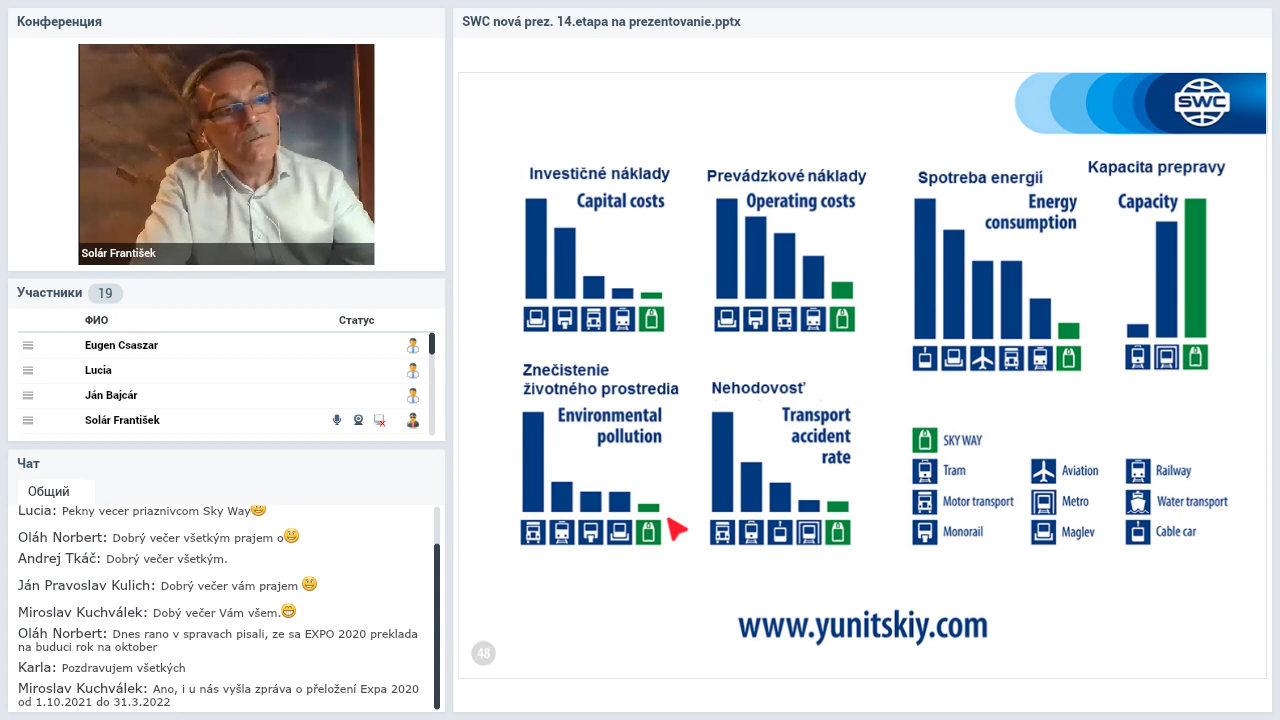 Конференция
Solár František
Участники 19
ФИО Статус
Eugen Csaszar
Lucia
Ján Bajcár
Solár František
Чат
Общий
Lucia: Pekny vecer priaznivcom Sky Way
Oláh Norbert: Dobrý večer všetkým prajem o
Andrej Tkáč: Dobrý večer všetkým.
Ján Pravoslav Kulich: Dobrý večer vám prajem
Miroslav Kuchválek: Dobý večer Vám všem.
Oláh Norbert: Dnes rano v spravach pisali, ze sa EXPO 2020 preklada
na buduci rok na oktober
Karla: Pozdravujem všetkých
Miroslav Kuchválek: Ano, i u nás vyšla zpráva o přeložení Expa 2020
od 1.10.2021 do 31.3.2022
SWC nová prez. 14.etapa na prezentovanie.pptx
SWC
Investičné náklady
Capital costs
Prevádzkové náklady
Operating costs
Spotreba energií
Energy
consumption
Kapacita prepravy
Capacity
Znečistenie
životného prostredia
Environmental
pollution
Nehodovosť
Transport
accident
rate
SKY WAY
Tram
Aviation
Railway
Motor transport
Metro
Water transport
Monorail
Maglev
Cable car
www.yunitskiy.com
48